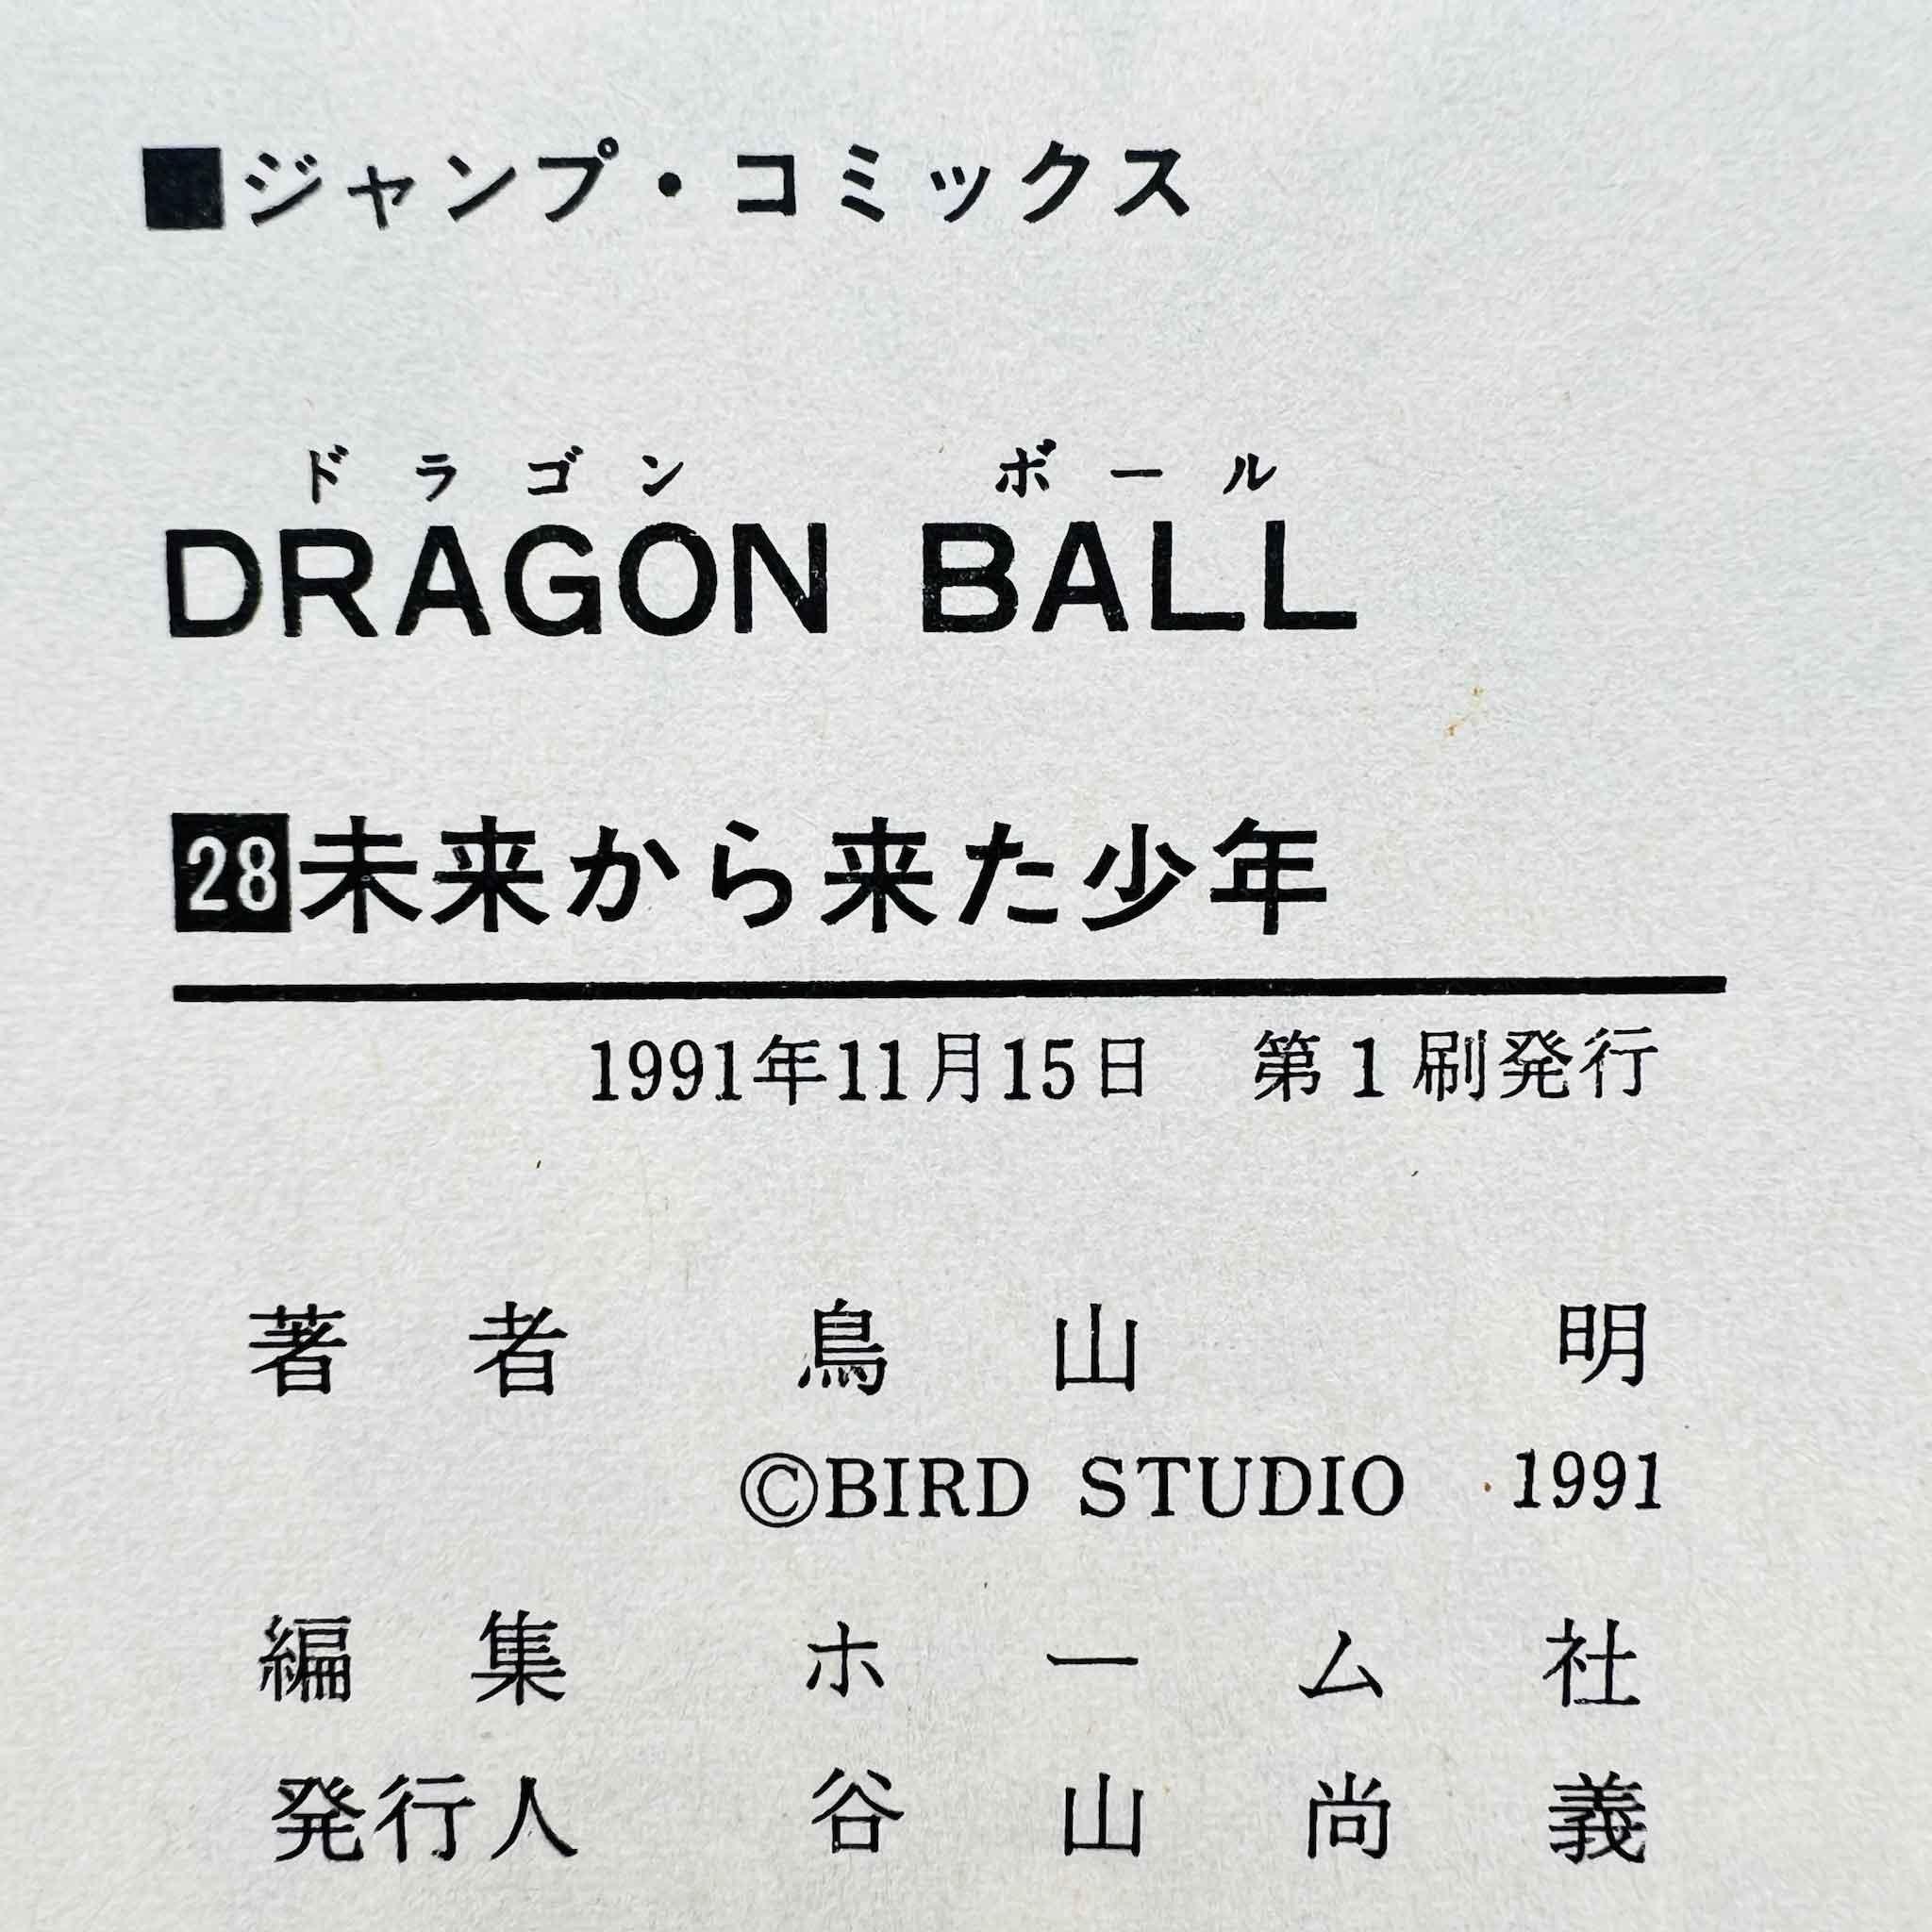 ■ジャンプ・コミックス
ドラゴン ボール
DRAGON BALL
28未来から来た少年
1991年11月15日 第1刷発行
著者 鳥山明
©BIRD STUDIO 1991
編集 ホーム社
発行人 谷山尚義